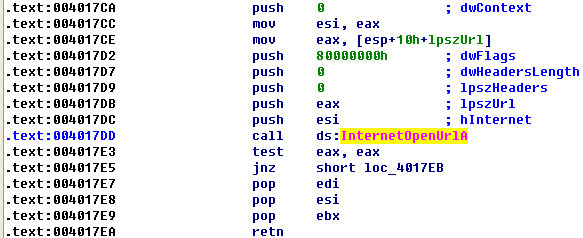 .text:004017CA push 0 ; dwContext
.text:004017CC mov esi, eax
.text:004017CE mov eax, [esp+10h+lpszUrl]
.text:004017D2 push 80000000h ; dwFlags
.text:004017D7 push 0 ; dwHeadersLength
.text:004017D9 push 0 ; lpszHeaders
.text:004017DB push eax ; lpszUrl
.text:004017DC push esi ; hInternet
.text:004017DD call ds:InternetOpenUrlA
.text:004017E3 test eax, eax
.text:004017E5 jnz short loc_4017EB
.text:004017E7 pop edi
.text:004017E8 pop esi
.text:004017E9 pop ebx
.text:004017EA retn